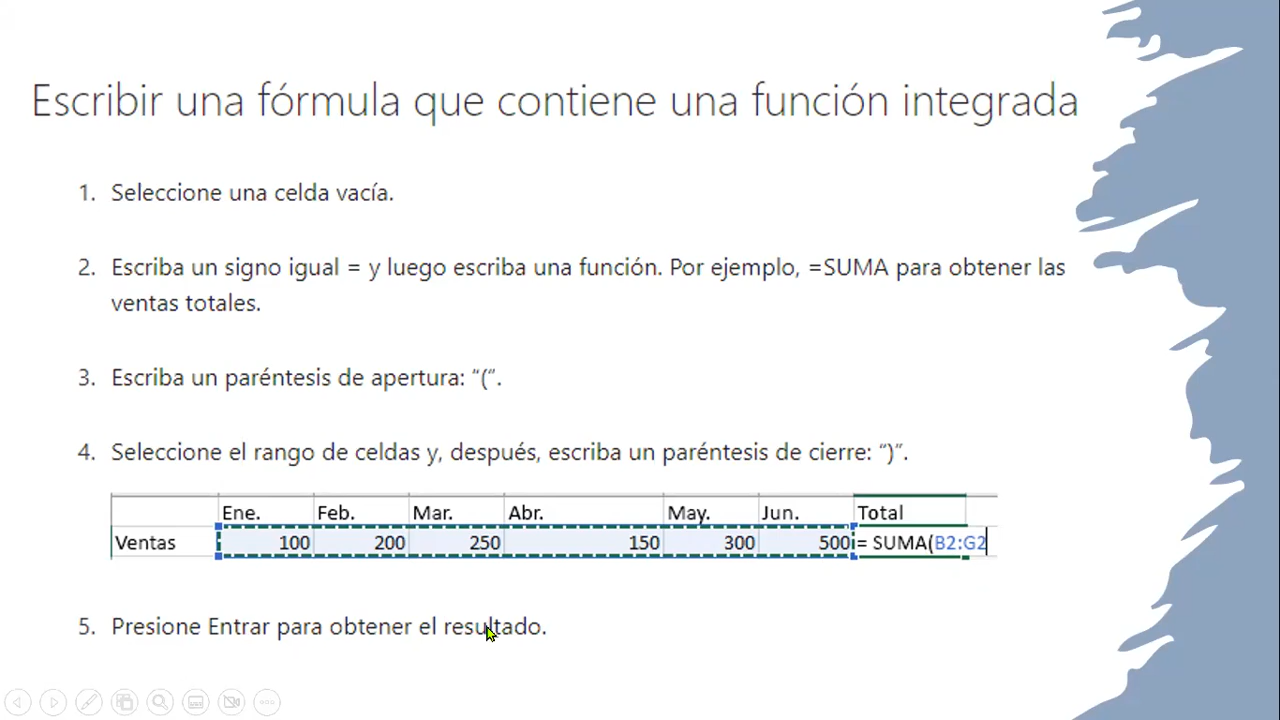 Escribir una fórmula que contiene una función integrada
1. Seleccione una celda vacía.
2. Escriba un signo igual = y luego escriba una función. Por ejemplo, =SUMA para obtener las
ventas totales.
3. Escriba un paréntesis de apertura: “(“.
4. Seleccione el rango de celdas y, después, escriba un paréntesis de cierre: “)”.
Ene. Feb. Mar. Abr. May. Jun. Total
Ventas 100 200 250 150 300 500 = SUMA(B2:G2
5. Presione Entrar para obtener el resultado.